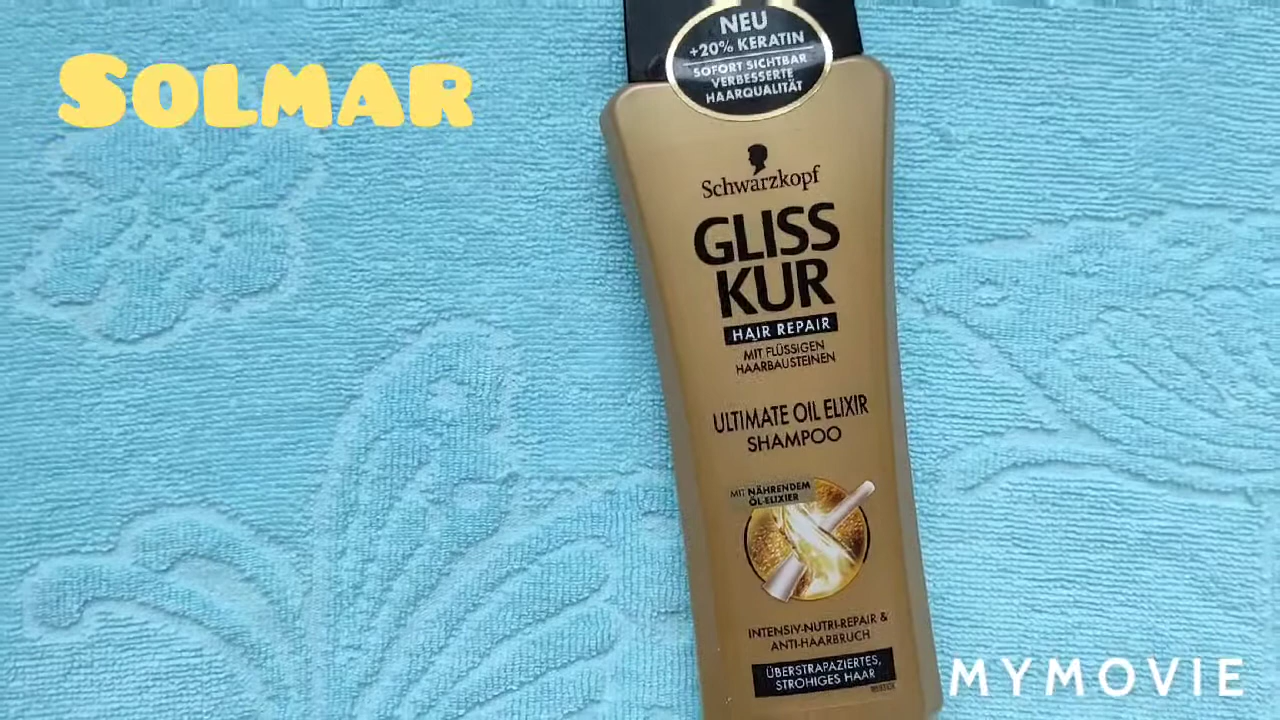 SOLMAR
NEU
+20% KERATIN
SOFORT SICHTBAR
VERBESSERTE
HAARQUALITÄT
Schwarzkopf
GLISS
KUR
HAIR REPAIR
MIT FLÜSSIGEN
HAARBAUSTEINEN
ULTIMATE OIL ELIXIR
SHAMPOO
MIT NÄHRENDEM
ÖL-ELIXIER
INTENSIV-NUTRI-REPAIR &
ANTI-HAARBRUCH
ÜBERSTRAPAZIERTES,
STROHIGES HAAR
MYMOVIE